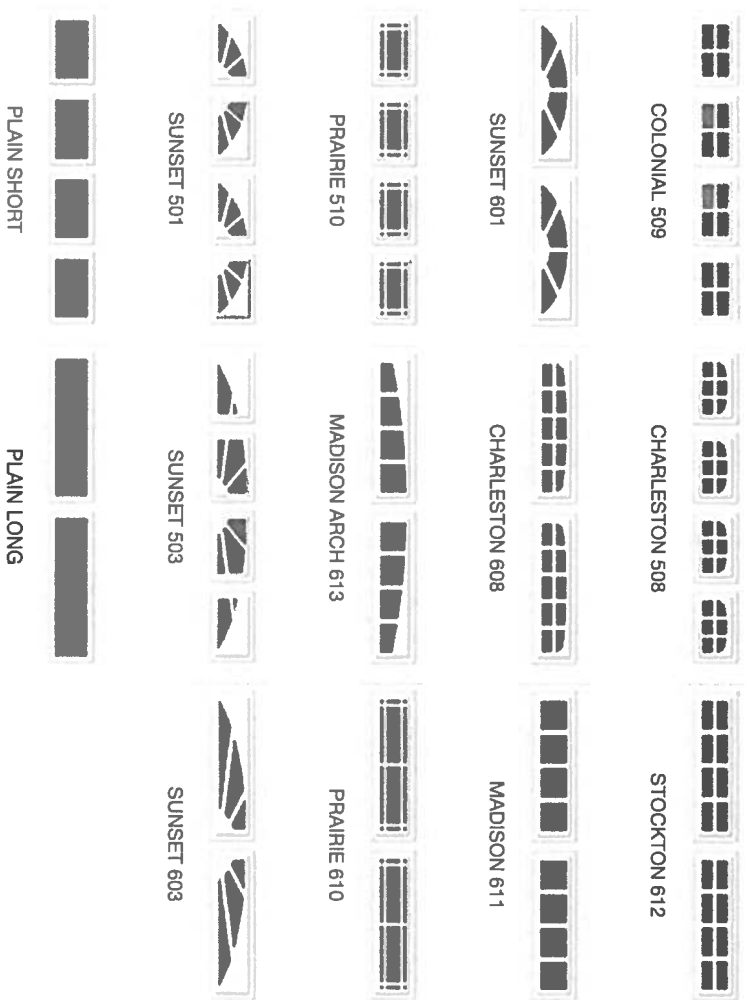 COLONIAL 509
CHARLESTON 508
STOCKTON 612
SUNSET 601
CHARLESTON 608
MADISON 611
PRAIRIE 510
MADISON ARCH 613
PRAIRIE 610
SUNSET 501
SUNSET 503
SUNSET 603
PLAIN SHORT
PLAIN LONG